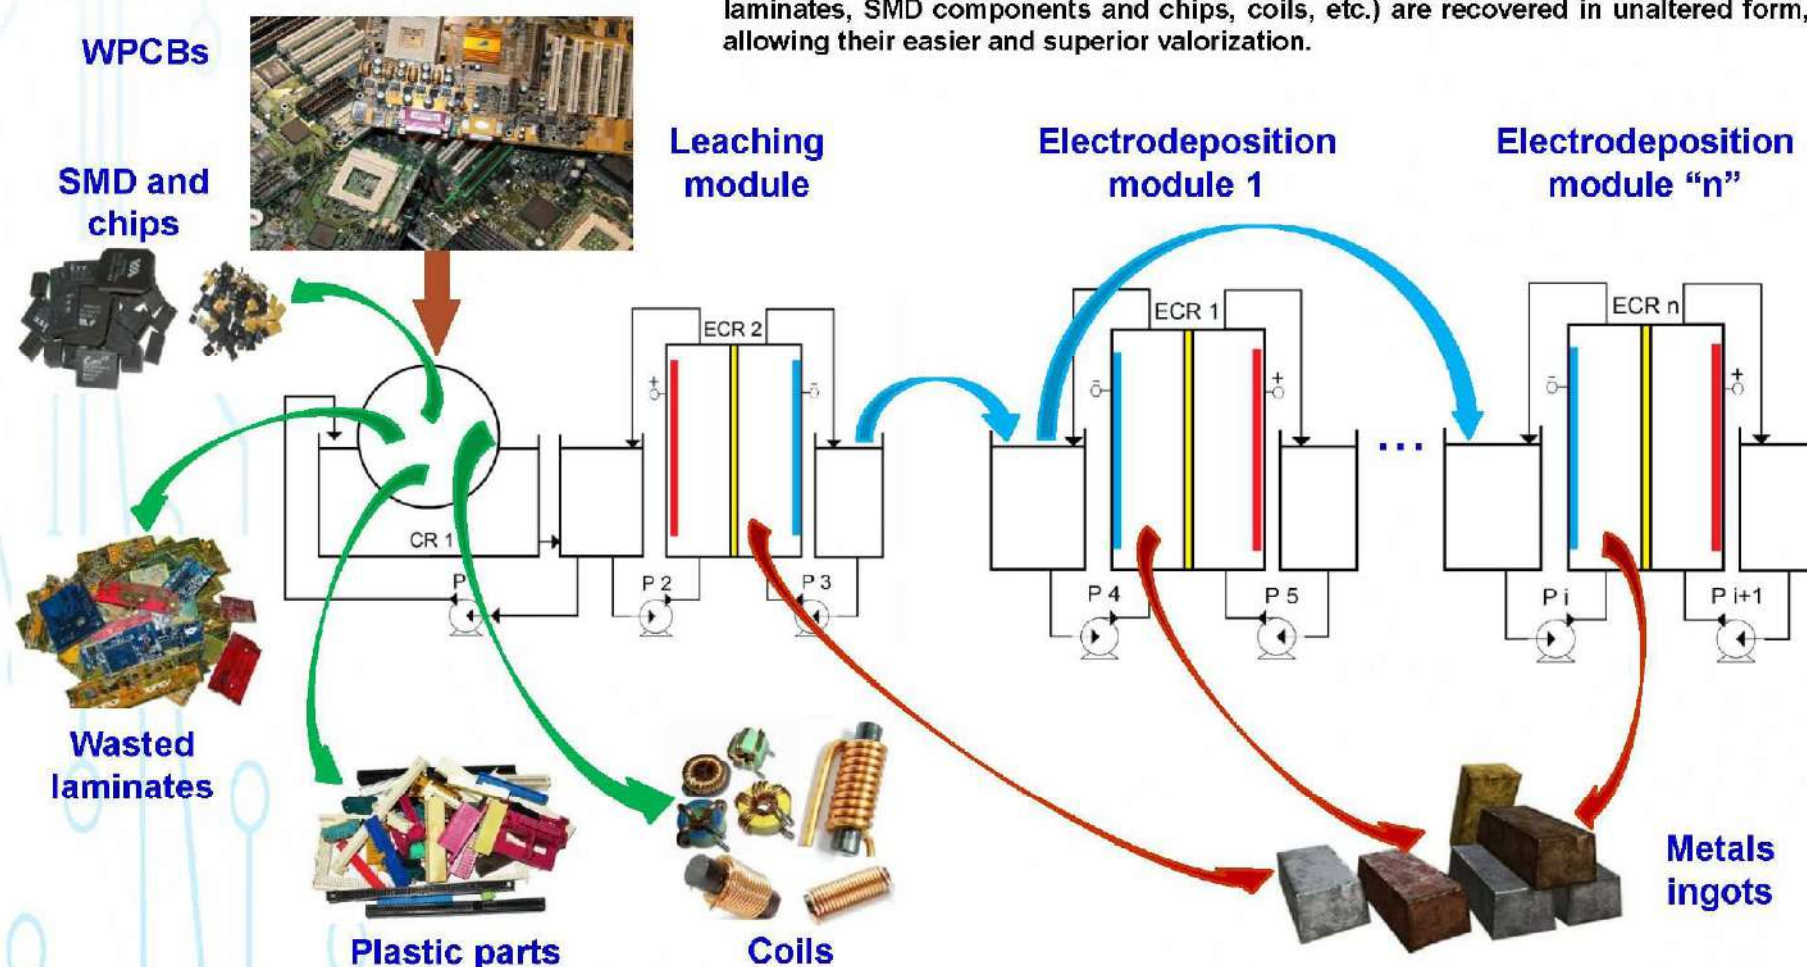 laminates, SMD components and chips, coils, etc.) are recovered in unaltered form,
allowing their easier and superior valorization.
WPCBs
SMD and
chips
Leaching
module
Electrodeposition
module 1
Electrodeposition
module “n”
ECR 2
ECR 1
ECR n
+
-
-
+
-
+
...
CR 1
P
P 2
P 3
P 4
P 5
P i
P i+1
Wasted
laminates
Plastic parts
Coils
Metals
ingots